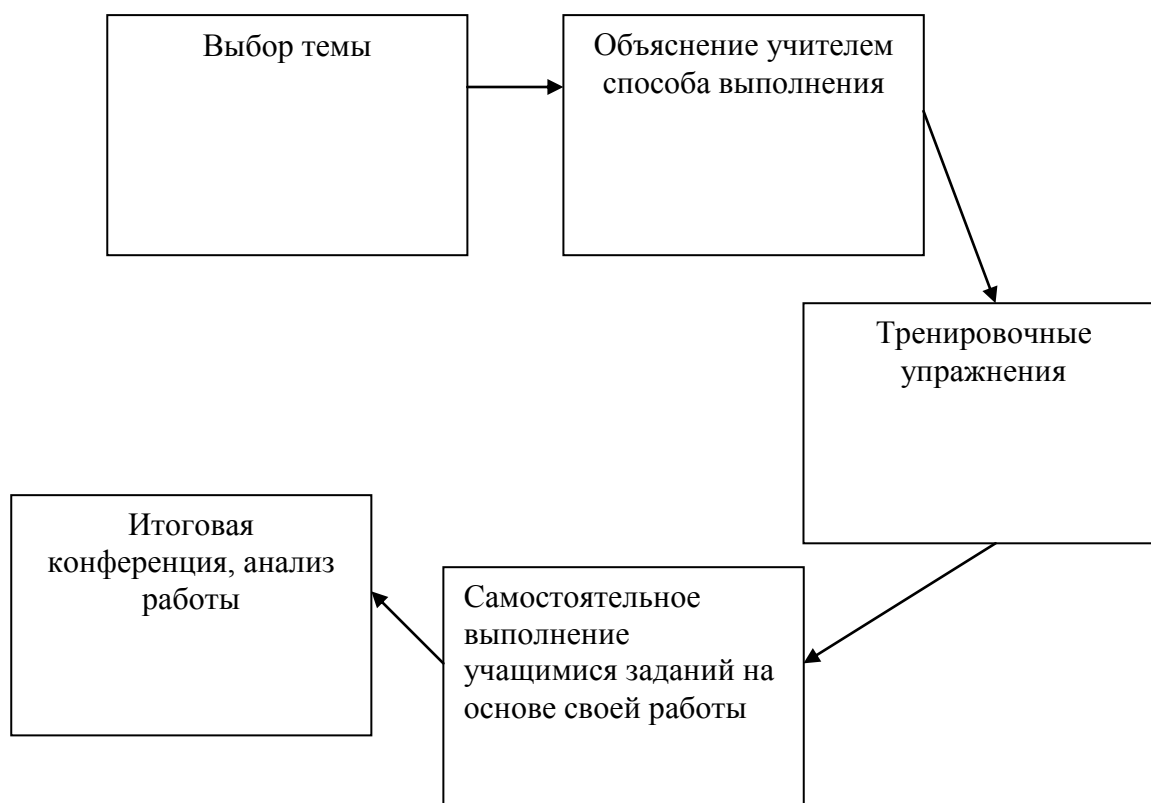 Выбор темы
Объяснение учителем
способа выполнения
Тренировочные
упражнения
Самостоятельное
выполнение
учащимися заданий на
основе своей работы
Итоговая
конференция, анализ
работы